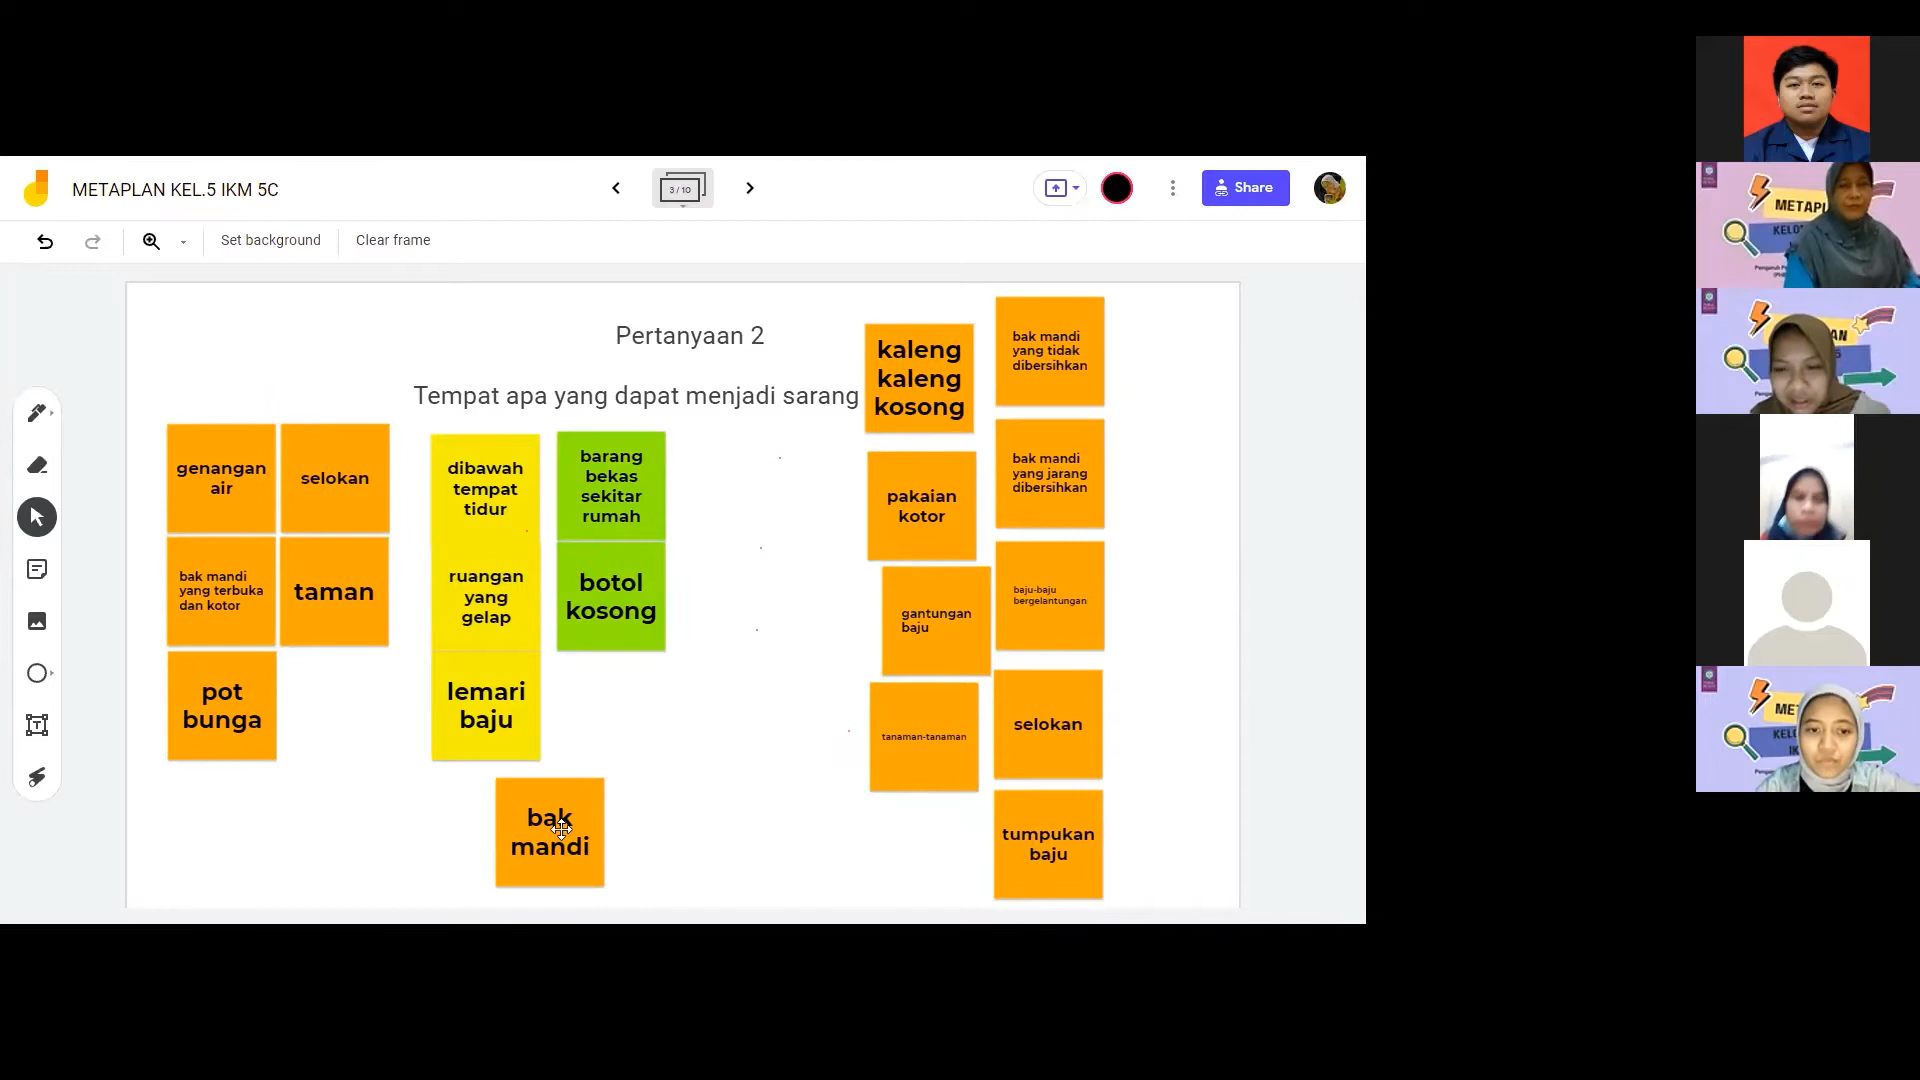 METAPLAN KEL.5 IKM 5C
3 / 10
Share
Set background
Clear frame
Pertanyaan 2
Tempat apa yang dapat menjadi sarang
genangan
air
selokan
bak mandi
yang terbuka
dan kotor
taman
pot
bunga
dibawah
tempat
tidur
ruangan
yang
gelap
lemari
baju
barang
bekas
sekitar
rumah
botol
kosong
bak
mandi
kaleng
kaleng
kosong
bak mandi
yang tidak
dibersihkan
pakaian
kotor
bak mandi
yang jarang
dibersihkan
gantungan
baju
baju-baju
bergelantungan
tanaman-tanaman
selokan
tumpukan
baju
METAPL
KELO